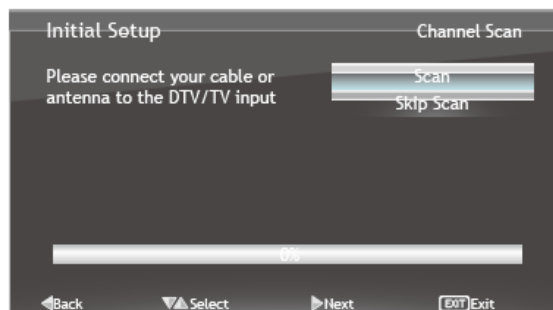 Initial Setup
Channel Scan
Please connect your cable or
antenna to the DTV/TV input
Scan
Skip Scan
0%
Back Select Next EXIT Exit